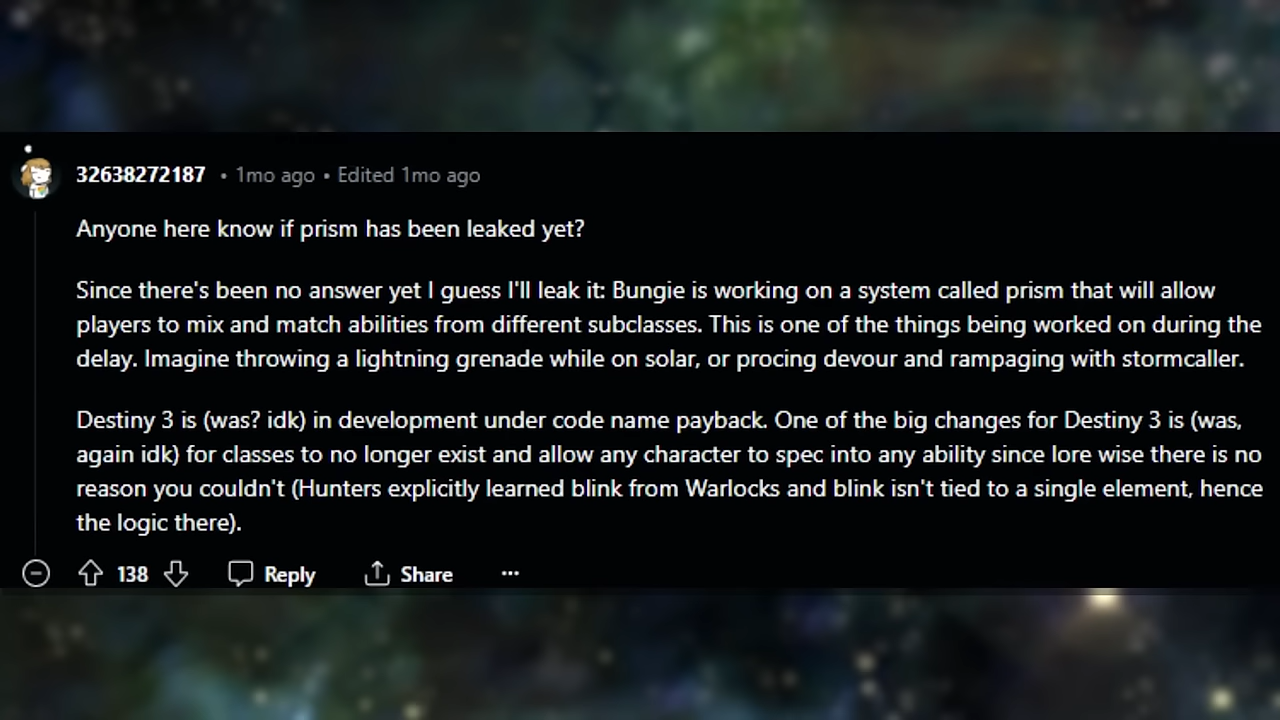 32638272187 • 1mo ago • Edited 1mo ago
Anyone here know if prism has been leaked yet?
Since there's been no answer yet I guess I'll leak it: Bungie is working on a system called prism that will allow
players to mix and match abilities from different subclasses. This is one of the things being worked on during the
delay. Imagine throwing a lightning grenade while on solar, or procing devour and rampaging with stormcaller.
Destiny 3 is (was? idk) in development under code name payback. One of the big changes for Destiny 3 is (was,
again idk) for classes to no longer exist and allow any character to spec into any ability since lore wise there is no
reason you couldn't (Hunters explicitly learned blink from Warlocks and blink isn't tied to a single element, hence
the logic there).
138 Reply Share ...